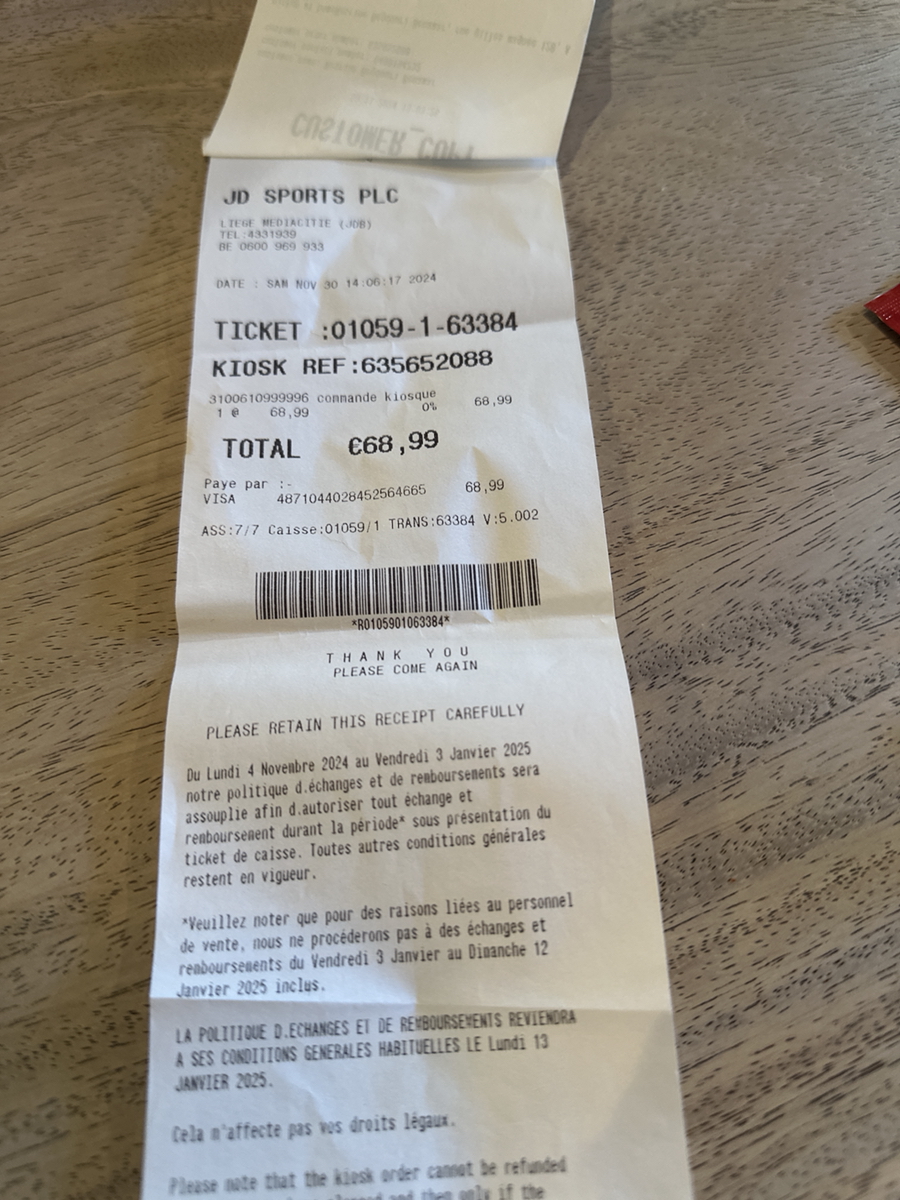 CUSTOMER COPY
JD SPORTS PLC
LIEGE MEDIACITIE (JDB)
TEL:4331939
BE 0600 969 933
DATE : SAM NOV 30 14:06:17 2024
TICKET :01059-1-63384
KIOSK REF:635652088
3100610999996 commande kiosque
1 @ 68,99 0% 68,99
TOTAL €68,99
Paye par :-
VISA 4871044028452564665 68,99
ASS:7/7 Caisse:01059/1 TRANS:63384 V:5.002
*R0105901063384*
THANK YOU
PLEASE COME AGAIN
PLEASE RETAIN THIS RECEIPT CAREFULLY
Du Lundi 4 Novembre 2024 au Vendredi 3 Janvier 2025
notre politique d.échanges et de remboursements sera
assouplie afin d.autoriser tout échange et
remboursement durant la période* sous présentation du
ticket de caisse. Toutes autres conditions générales
restent en vigueur.
*Veuillez noter que pour des raisons liées au personnel
de vente, nous ne procéderons pas à des échanges et
remboursements du Vendredi 3 Janvier au Dimanche 12
Janvier 2025 inclus.
LA POLITIQUE D.ECHANGES ET DE REMBOURSEMENTS REVIENDRA
A SES CONDITIONS GENERALES HABITUELLES LE Lundi 13
JANVIER 2025.
Cela n'affecte pas vos droits légaux.
Please note that the kiosk order cannot be refunded
and then only if the